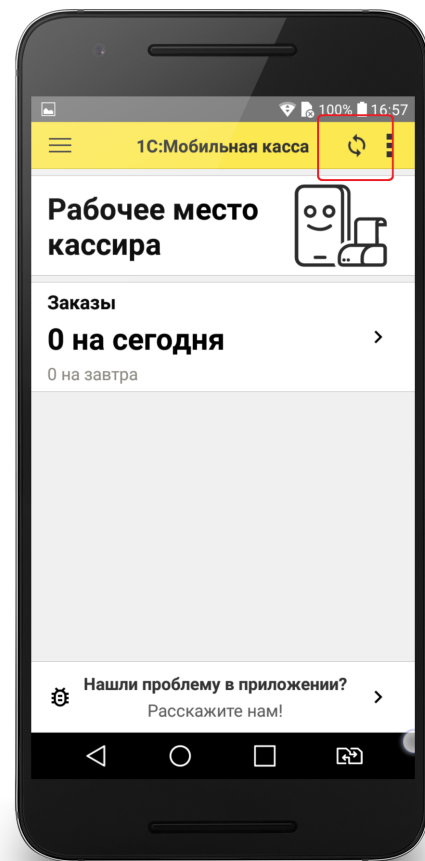 100% 16:57
1С:Мобильная касса
Рабочее место
кассира
Заказы
0 на сегодня
0 на завтра
Нашли проблему в приложении?
Расскажите нам!